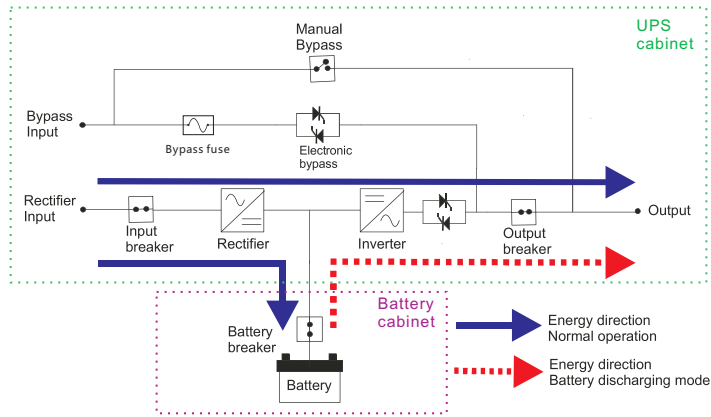 UPS
cabinet
Manual
Bypass
Bypass
Input
Bypass fuse
Electronic
bypass
Rectifier
Input
Input
breaker
Rectifier
Inverter
Output
breaker
Output
Battery
cabinet
Battery
breaker
Battery
Energy direction
Normal operation
Energy direction
Battery discharging mode